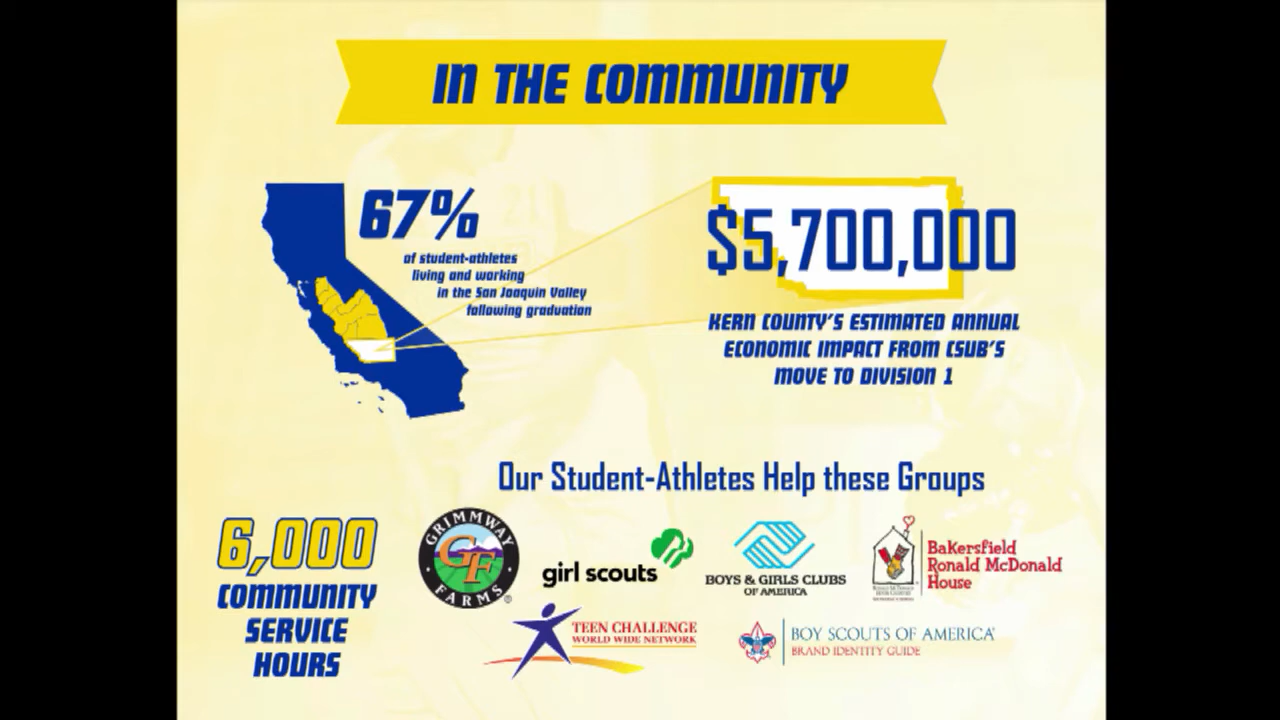 IN THE COMMUNITY
67%
of student-athletes
living and working
in the San Joaquin Valley
following graduation
$5,700,000
KERN COUNTY'S ESTIMATED ANNUAL
ECONOMIC IMPACT FROM CSUB'S
MOVE TO DIVISION 1
Our Student-Athletes Help these Groups
6,000
COMMUNITY
SERVICE
HOURS
GRIMMWAY
GF
FARMS
girl scouts
BOYS & GIRLS CLUBS
OF AMERICA
Bakersfield
Ronald McDonald
House
TEEN CHALLENGE
WORLD WIDE NETWORK
BOY SCOUTS OF AMERICA
BRAND IDENTITY GUIDE